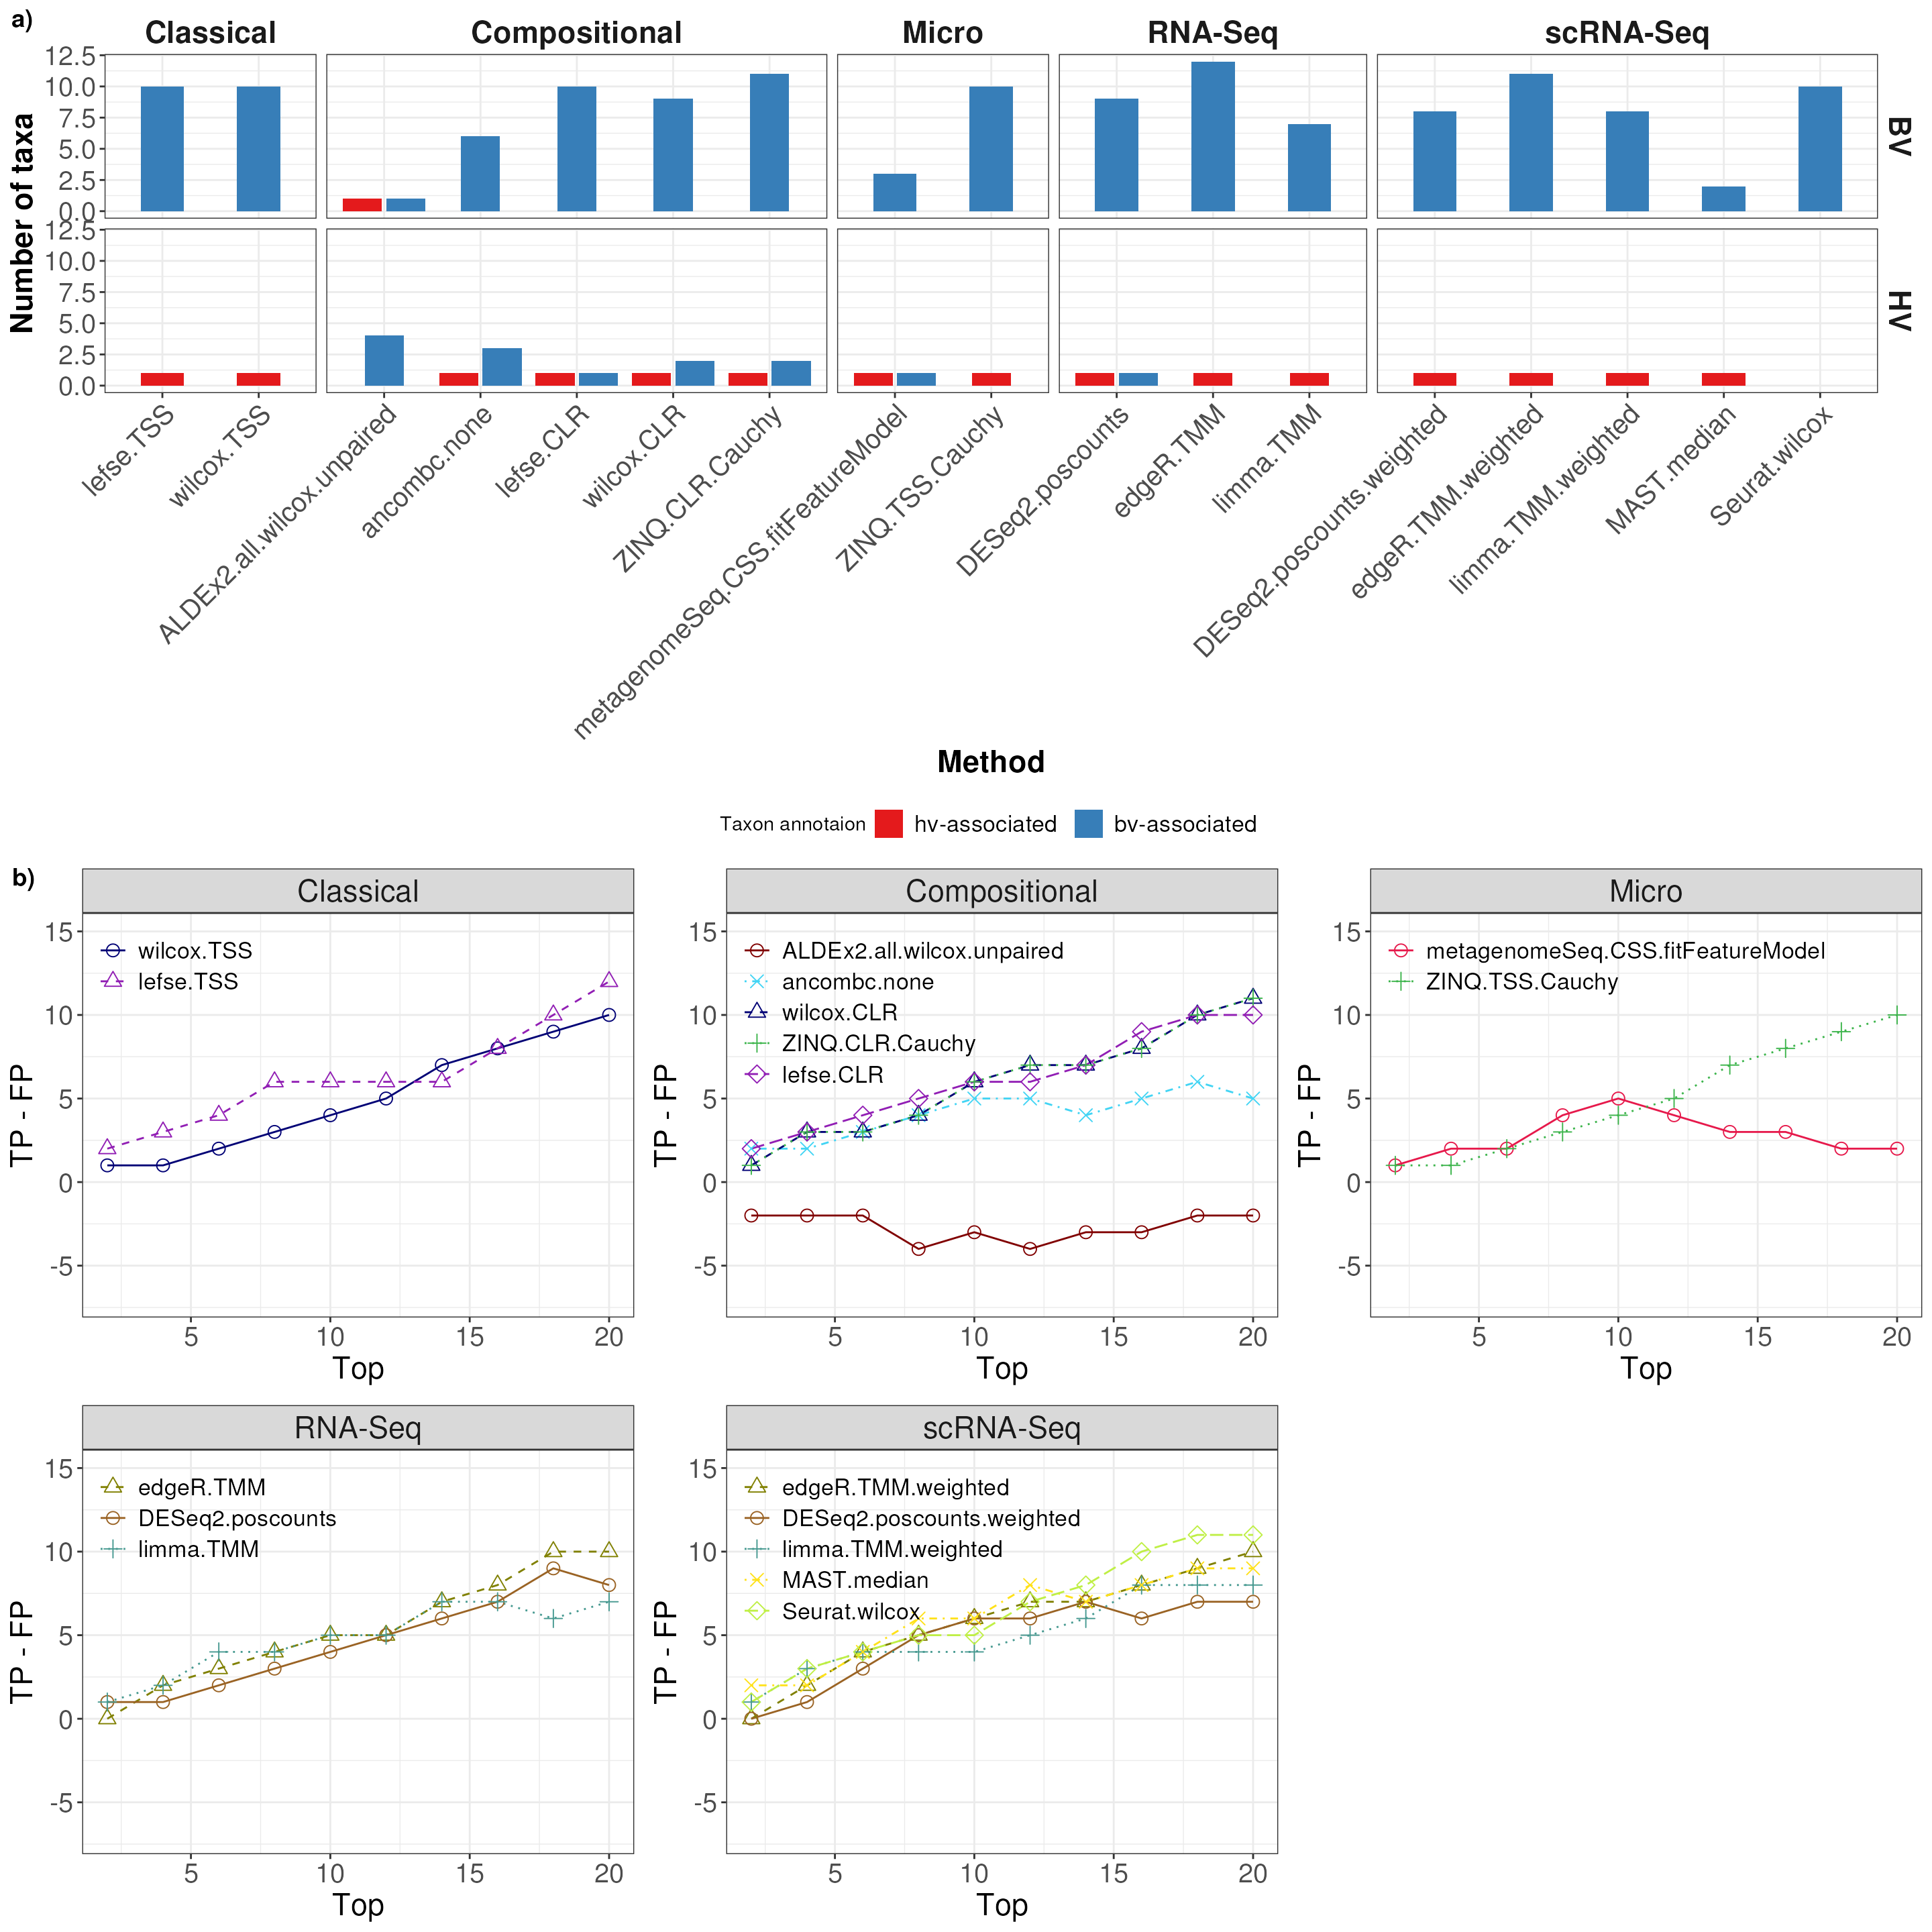 a)
Classical Compositional Micro RNA-Seq scRNA-Seq
Number of taxa
12.5
10.0
7.5
5.0
2.5
0.0
BV
12.5
10.0
7.5
5.0
2.5
0.0
HV
lefse.TSS
wilcox.TSS
ALDEx2.all.wilcox.unpaired
ancombc.none
lefse.CLR
wilcox.CLR
ZINQ.CLR.Cauchy
metagenomeSeq.CSS.fitFeatureModel
ZINQ.TSS.Cauchy
DESeq2.poscounts
edgeR.TMM
limma.TMM
DESeq2.poscounts.weighted
edgeR.TMM.weighted
limma.TMM.weighted
MAST.median
Seurat.wilcox
Method
Taxon annotaion hv-associated bv-associated
b)
Classical
TP - FP
15
10
5
0
-5
wilcox.TSS
lefse.TSS
5 10 15 20
Top
Compositional
TP - FP
15
10
5
0
-5
ALDEx2.all.wilcox.unpaired
ancombc.none
wilcox.CLR
ZINQ.CLR.Cauchy
lefse.CLR
5 10 15 20
Top
Micro
TP - FP
15
10
5
0
-5
metagenomeSeq.CSS.fitFeatureModel
ZINQ.TSS.Cauchy
5 10 15 20
Top
RNA-Seq
TP - FP
15
10
5
0
-5
edgeR.TMM
DESeq2.poscounts
limma.TMM
5 10 15 20
Top
scRNA-Seq
TP - FP
15
10
5
0
-5
edgeR.TMM.weighted
DESeq2.poscounts.weighted
limma.TMM.weighted
MAST.median
Seurat.wilcox
5 10 15 20
Top